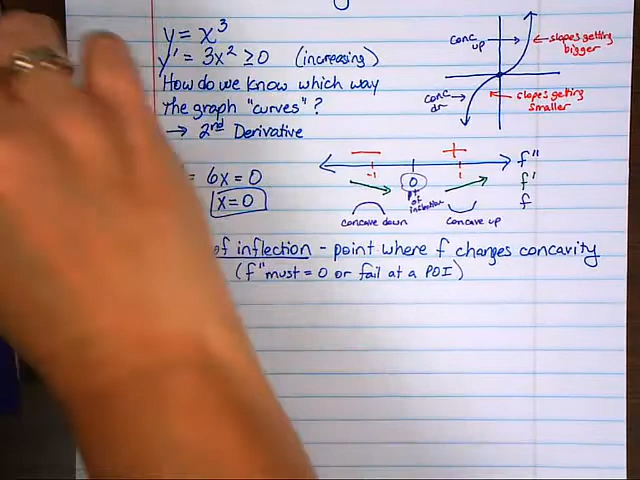 y = x³
y' = 3x² ≥ 0 (increasing)
How do we know which way
the graph "curves"?
→ 2nd Derivative
conc up →
← slopes getting bigger
conc dn →
← slopes getting smaller
= 6x = 0
x = 0
− +
-1 0 1
f"
f'
f
pt of inflection
concave down
concave up
of inflection - point where f changes concavity
(f" must = 0 or fail at a POI)